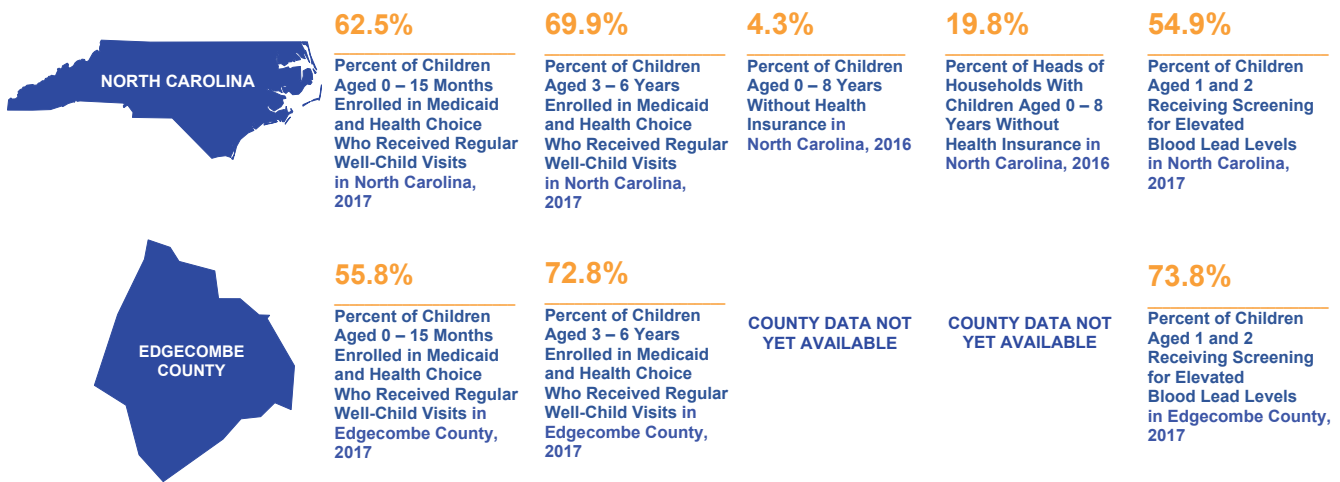 NORTH CAROLINA
62.5%
Percent of Children
Aged 0 – 15 Months
Enrolled in Medicaid
and Health Choice
Who Received Regular
Well-Child Visits
in North Carolina,
2017
69.9%
Percent of Children
Aged 3 – 6 Years
Enrolled in Medicaid
and Health Choice
Who Received Regular
Well-Child Visits
in North Carolina,
2017
4.3%
Percent of Children
Aged 0 – 8 Years
Without Health
Insurance in
North Carolina, 2016
19.8%
Percent of Heads of
Households With
Children Aged 0 – 8
Years Without
Health Insurance in
North Carolina, 2016
54.9%
Percent of Children
Aged 1 and 2
Receiving Screening
for Elevated
Blood Lead Levels
in North Carolina,
2017
EDGECOMBE
COUNTY
55.8%
Percent of Children
Aged 0 – 15 Months
Enrolled in Medicaid
and Health Choice
Who Received Regular
Well-Child Visits in
Edgecombe County,
2017
72.8%
Percent of Children
Aged 3 – 6 Years
Enrolled in Medicaid
and Health Choice
Who Received Regular
Well-Child Visits in
Edgecombe County,
2017
COUNTY DATA NOT
YET AVAILABLE
COUNTY DATA NOT
YET AVAILABLE
73.8%
Percent of Children
Aged 1 and 2
Receiving Screening
for Elevated
Blood Lead Levels
in Edgecombe County,
2017